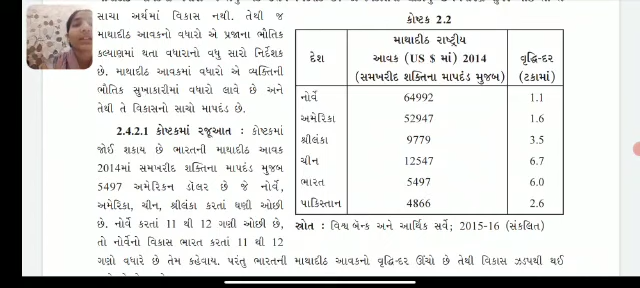 સાચા અર્થમાં વિકાસ નથી. તેથી જ
માથાદીઠ આવકનો વધારો એ પ્રજાના ભૌતિક
કલ્યાણમાં થતા વધારાનો વધુ સારો નિર્દેશક
છે. માથાદીઠ આવકમાં વધારો એ વ્યક્તિની
ભૌતિક સુખાકારીમાં વધારો લાવે છે અને
તેથી તે વિકાસનો સાચો માપદંડ છે.
2.4.2.1 કોષ્ટકમાં રજૂઆત : કોષ્ટકમાં
જોઈ શકાય છે ભારતની માથાદીઠ આવક
2014માં સમખરીદ શક્તિના માપદંડ મુજબ
5497 અમેરિકન ડૉલર છે જે નોર્વે,
અમેરિકા, ચીન, શ્રીલંકા કરતાં ઘણી ઓછી
છે. નોર્વે કરતાં 11 થી 12 ગણી ઓછી છે,
તો નોર્વેનો વિકાસ ભારત કરતાં 11 થી 12
ગણો વધારે છે તેમ કહેવાય. પરંતુ ભારતની માથાદીઠ આવકનો વૃદ્ધિ-દર ઊંચો છે તેથી વિકાસ ઝડપથી થઈ
કોષ્ટક 2.2
દેશ માથાદીઠ રાષ્ટ્રીય આવક (US $ માં) 2014 (સમખરીદ શક્તિના માપદંડ મુજબ) વૃદ્ધિ-દર (ટકામાં)
નોર્વે 64992 1.1
અમેરિકા 52947 1.6
શ્રીલંકા 9779 3.5
ચીન 12547 6.7
ભારત 5497 6.0
પાકિસ્તાન 4866 2.6
સ્રોત : વિશ્વ બૅન્ક અને આર્થિક સર્વે; 2015-16 (સંકલિત)